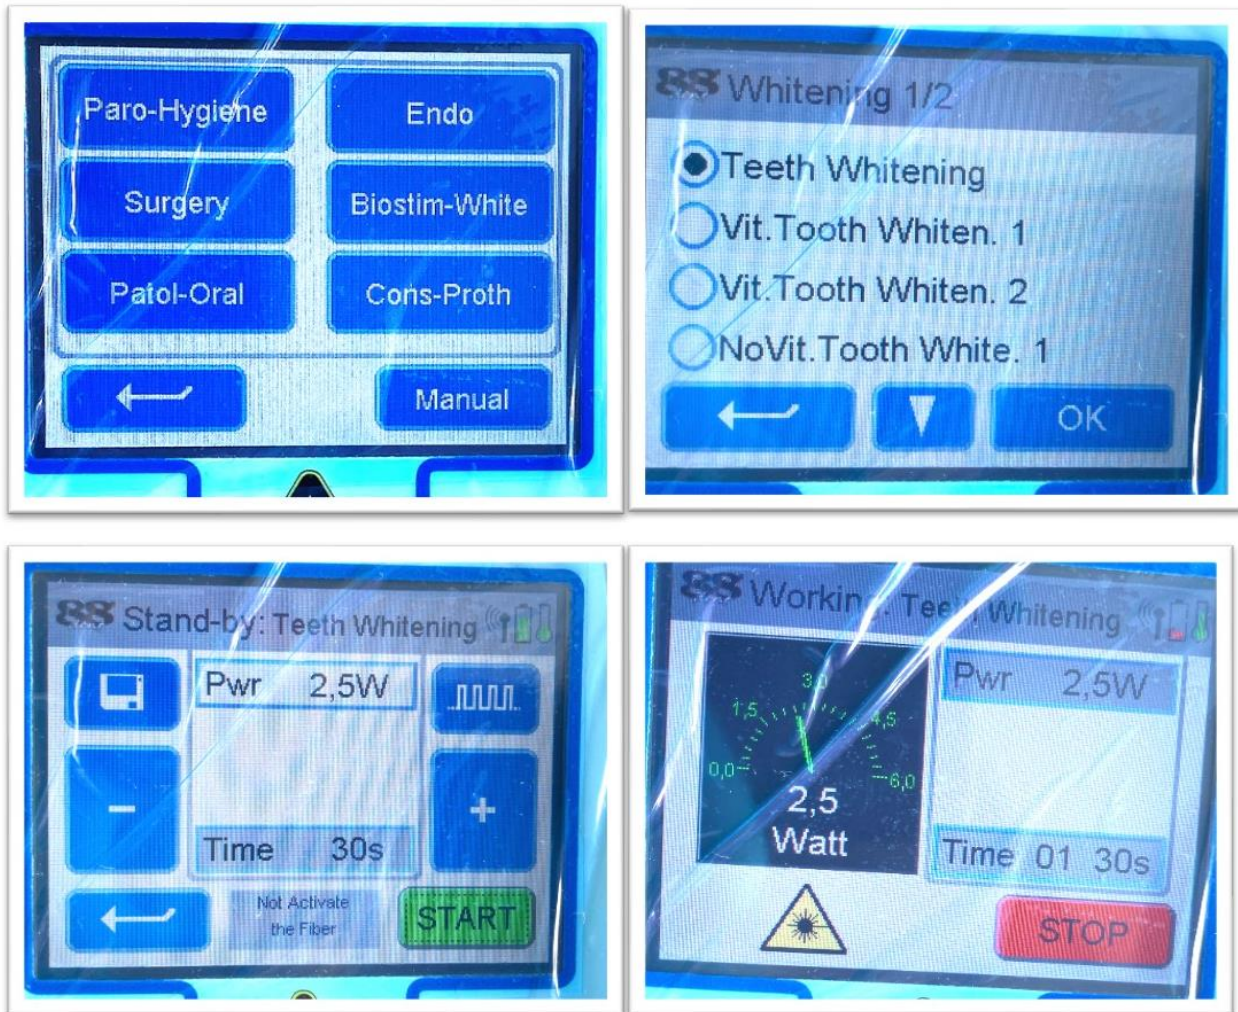 Paro-Hygiene Endo
Surgery Biostim-White
Patol-Oral Cons-Proth
Manual
Whitening 1/2
Teeth Whitening
Vit.Tooth Whiten. 1
Vit.Tooth Whiten. 2
NoVit.Tooth White. 1
OK
Stand-by: Teeth Whitening
Pwr 2,5W
Time 30s
Not Activate
the Fiber
START
Working: Teeth Whitening
1,5 3,0 4,5
0,0 6,0
2,5
Watt
Pwr 2,5W
Time 01 30s
STOP